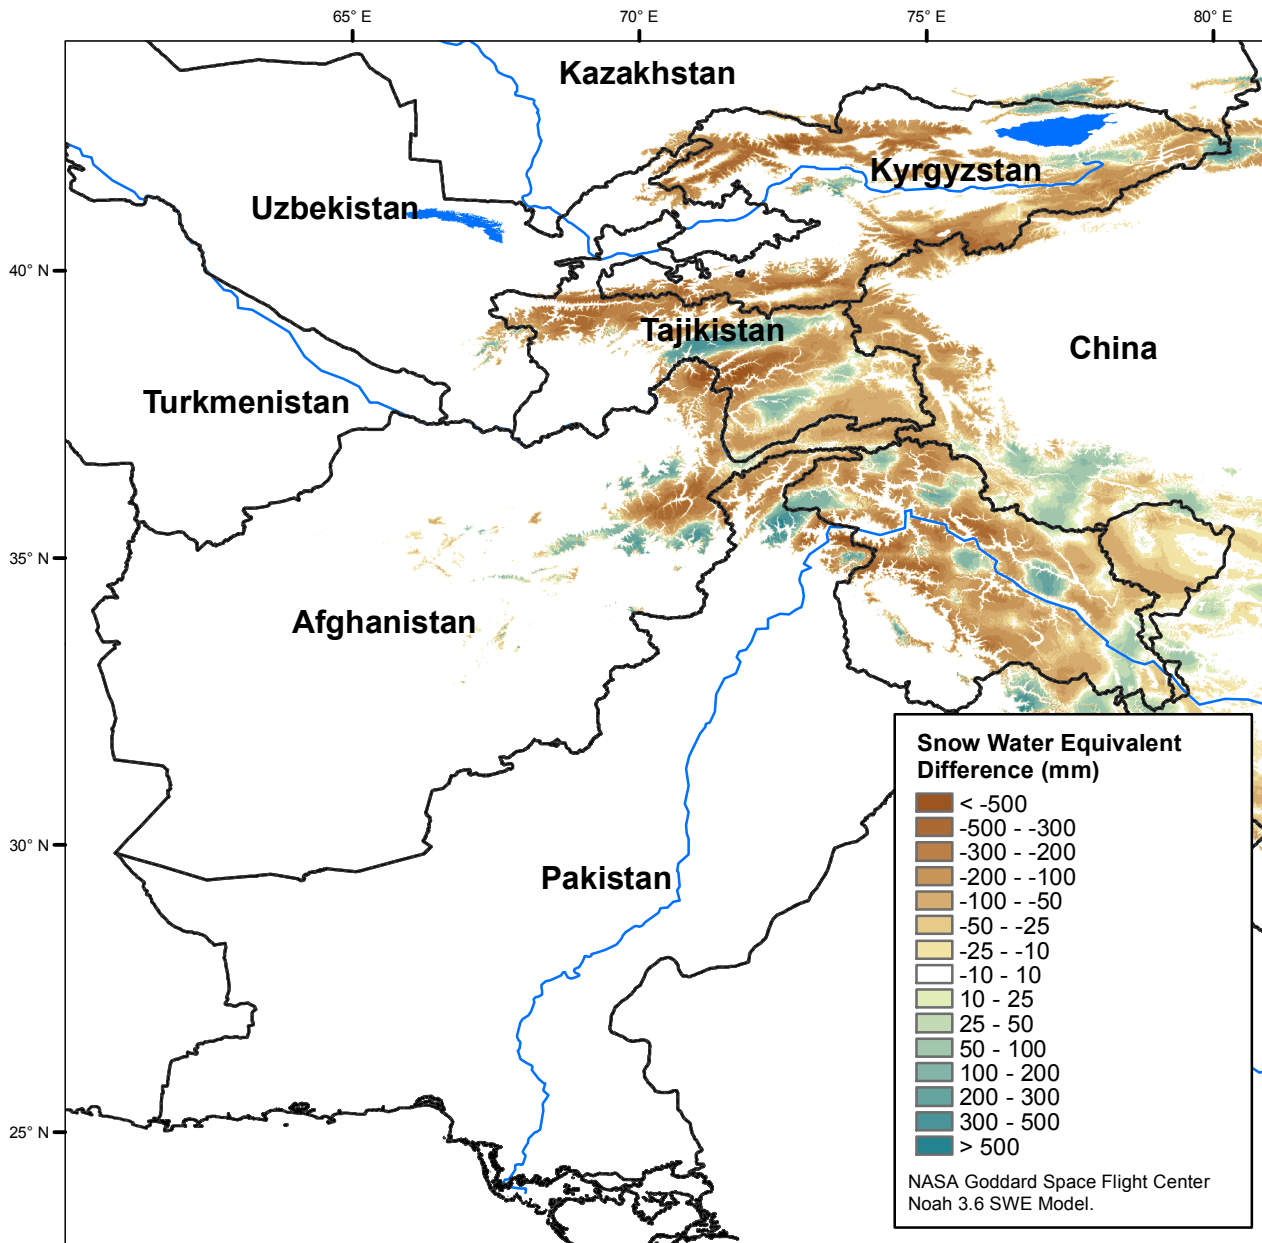 65° E
70° E
75° E
80° E
Kazakhstan
Kyrgyzstan
Uzbekistan
40° N
Tajikistan
China
Turkmenistan
35° N
Afghanistan
Snow Water Equivalent
Difference (mm)
< -500
-500 - -300
-300 - -200
-200 - -100
-100 - -50
-50 - -25
-25 - -10
-10 - 10
10 - 25
25 - 50
50 - 100
100 - 200
200 - 300
300 - 500
> 500
NASA Goddard Space Flight Center
Noah 3.6 SWE Model.
30° N
Pakistan
25° N